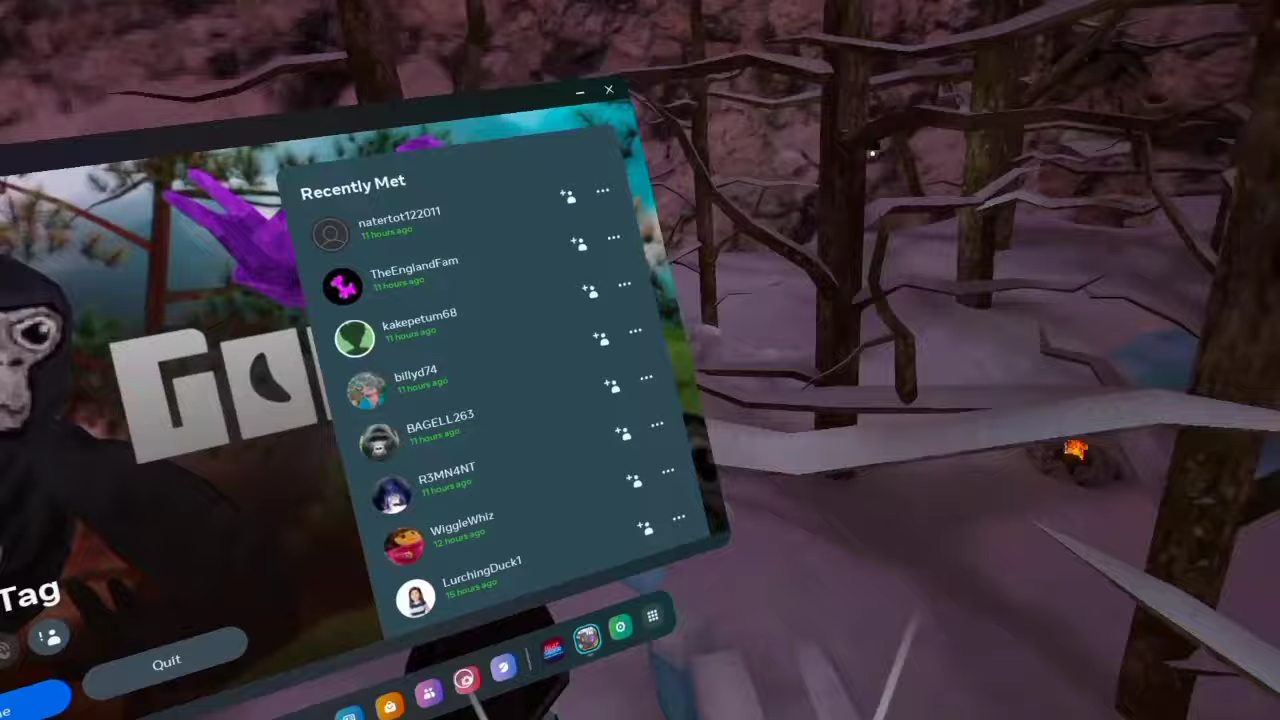 Recently Met
natertot122011
11 hours ago
TheEnglandFam
11 hours ago
kakepetum68
11 hours ago
billyd74
11 hours ago
BAGELL263
11 hours ago
R3MN4NT
11 hours ago
WiggleWhiz
12 hours ago
LurchingDuck1
15 hours ago
Tag
Quit